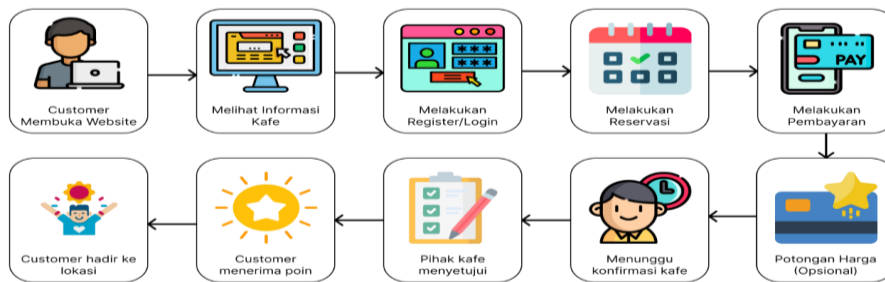 Customer
Membuka Website
Melihat Informasi
Kafe
Melakukan
Register/Login
Melakukan
Reservasi
PAY
Melakukan
Pembayaran
Customer hadir ke
lokasi
Customer
menerima poin
Pihak kafe
menyetujui
Menunggu
konfirmasi kafe
Potongan Harga
(Opsional)